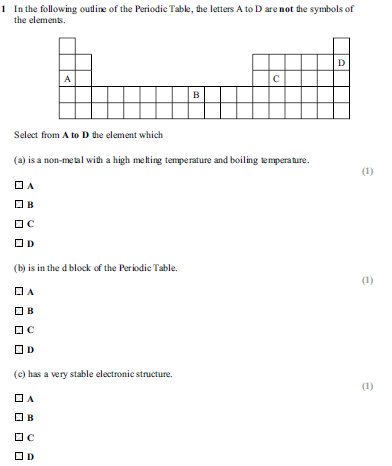 1 In the following outline of the Periodic Table, the letters A to D are not the symbols of
the elements.
D
A
C
B
Select from A to D the element which
(a) is a non-metal with a high melting temperature and boiling temperature.
(1)
A
B
C
D
(b) is in the d block of the Periodic Table.
(1)
A
B
C
D
(c) has a very stable electronic structure.
(1)
A
B
C
D